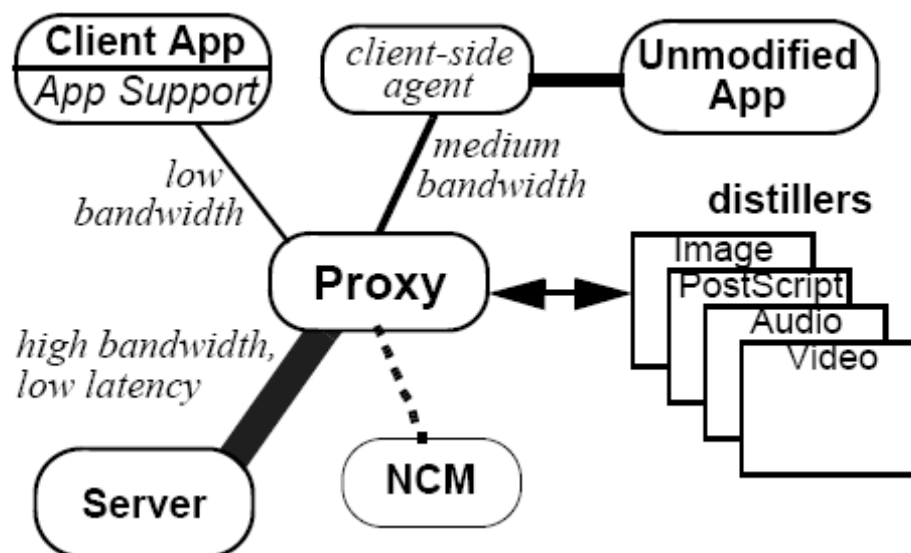 Client App
App Support
client-side
agent
Unmodified
App
low
bandwidth
medium
bandwidth
distillers
Image
PostScript
Audio
Video
Proxy
high bandwidth,
low latency
Server
NCM